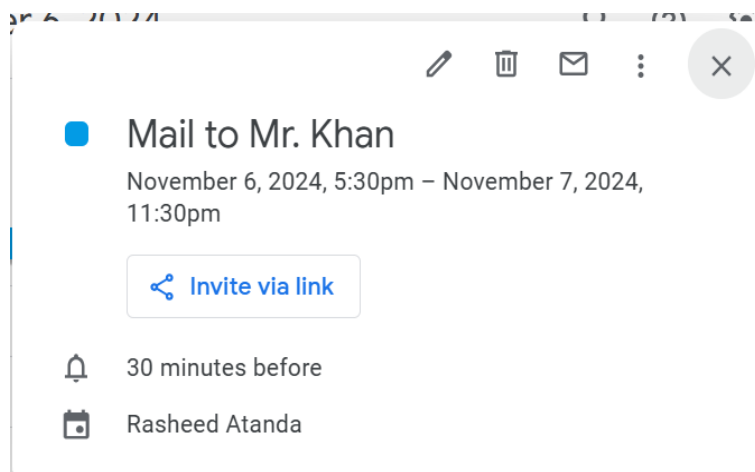 Mail to Mr. Khan
November 6, 2024, 5:30pm – November 7, 2024,
11:30pm
Invite via link
30 minutes before
Rasheed Atanda